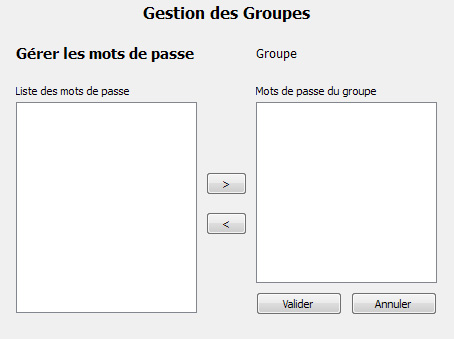 Gestion des Groupes
Gérer les mots de passe
Groupe
Liste des mots de passe
Mots de passe du groupe
>
<
Valider
Annuler